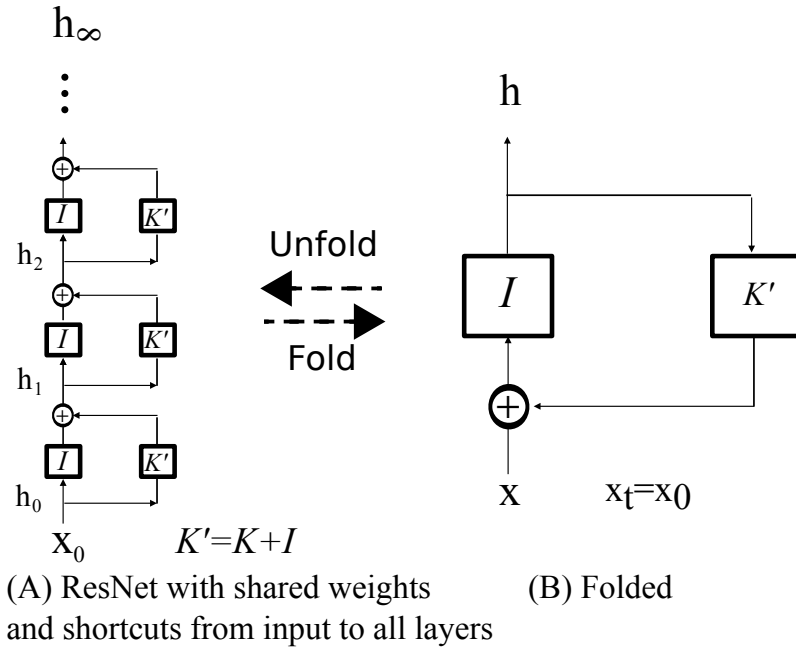 h∞
⋮
+
I
K'
h₂
+
I
K'
h₁
+
I
K'
h₀
x₀
K'=K+I
(A) ResNet with shared weights
and shortcuts from input to all layers
Unfold
Fold
h
I
K'
+
x
xₜ=x₀
(B) Folded